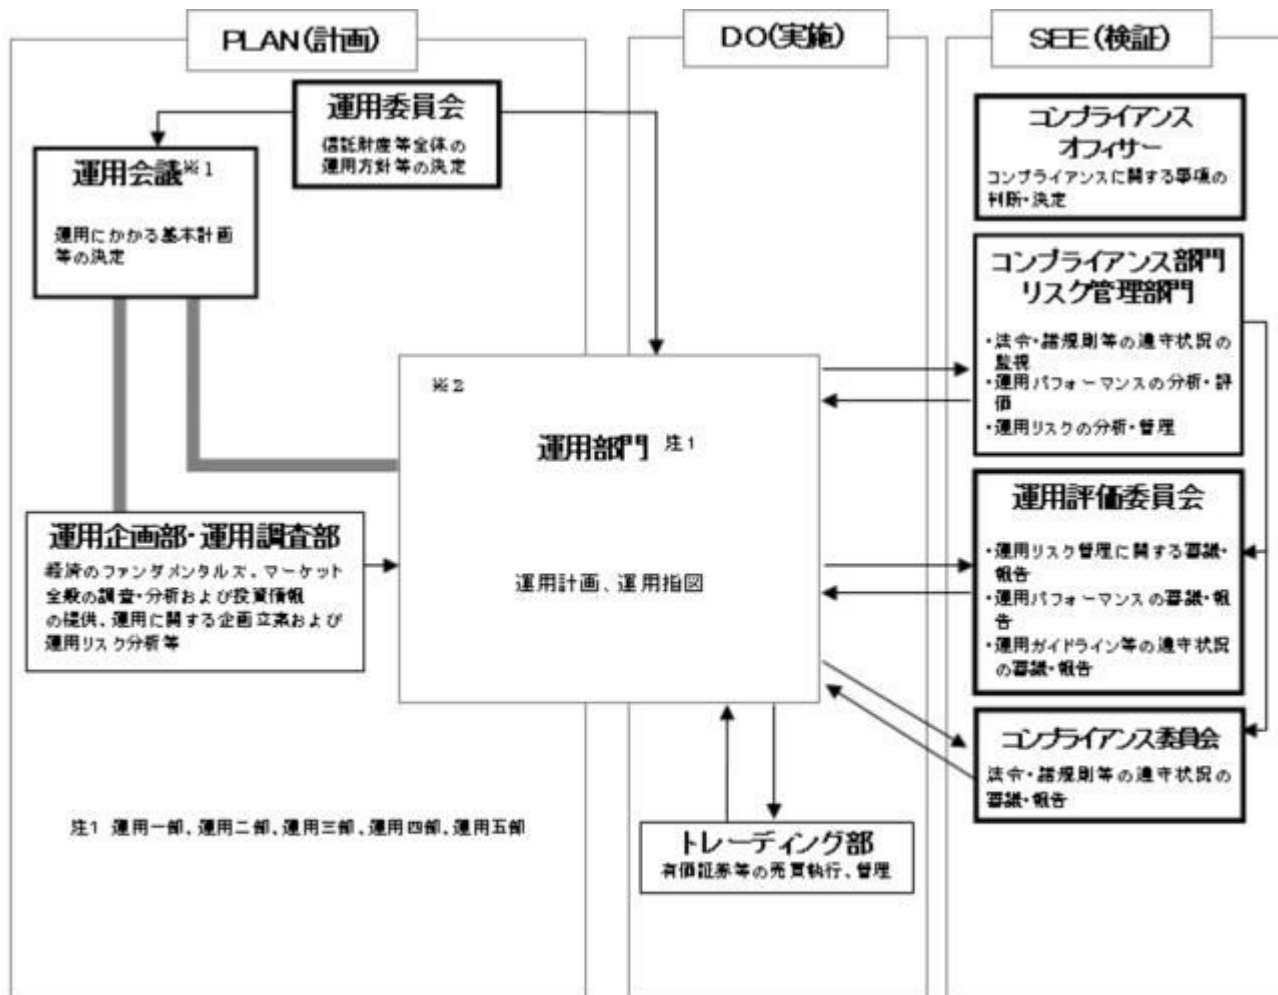 PLAN(計画)
運用委員会
信託財産等全体の
運用方針等の決定
運用会議※1
運用にかかる基本計画
等の決定
運用企画部・運用調査部
経済のファンダメンタルズ、マーケット
全般の調査・分析および投資情報
の提供、運用に関する企画立案および
運用リスク分析等
注1 運用一部、運用二部、運用三部、運用四部、運用五部
DO(実施)
※2
運用部門 注1
運用計画、運用指図
トレーディング部
有価証券等の売買執行、管理
SEE(検証)
コンプライアンス
オフィサー
コンプライアンスに関する事項の
判断・決定
コンプライアンス部門
リスク管理部門
・法令・諸規則等の遵守状況の
監視
・運用パフォーマンスの分析・評
価
・運用リスクの分析・管理
運用評価委員会
・運用リスク管理に関する審議・
報告
・運用パフォーマンスの審議・報
告
・運用ガイドライン等の遵守状況
の審議・報告
コンプライアンス委員会
法令・諸規則等の遵守状況の
審議・報告